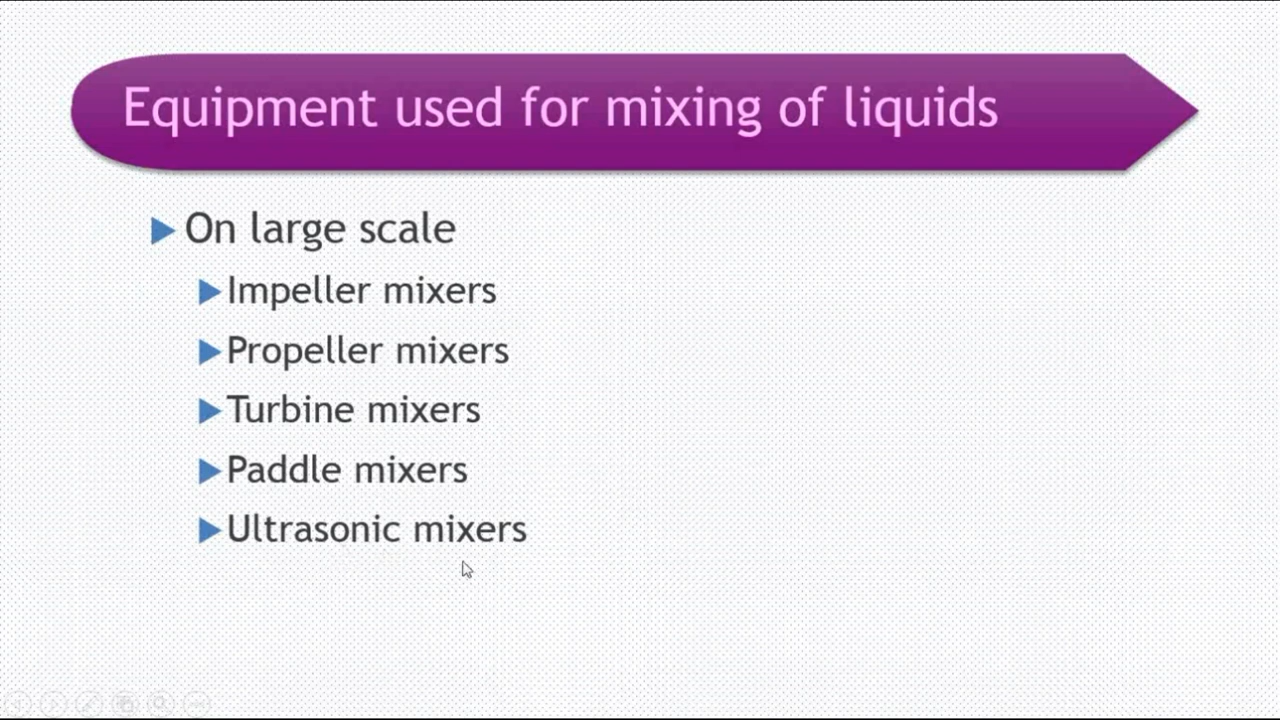 Equipment used for mixing of liquids
On large scale
Impeller mixers
Propeller mixers
Turbine mixers
Paddle mixers
Ultrasonic mixers